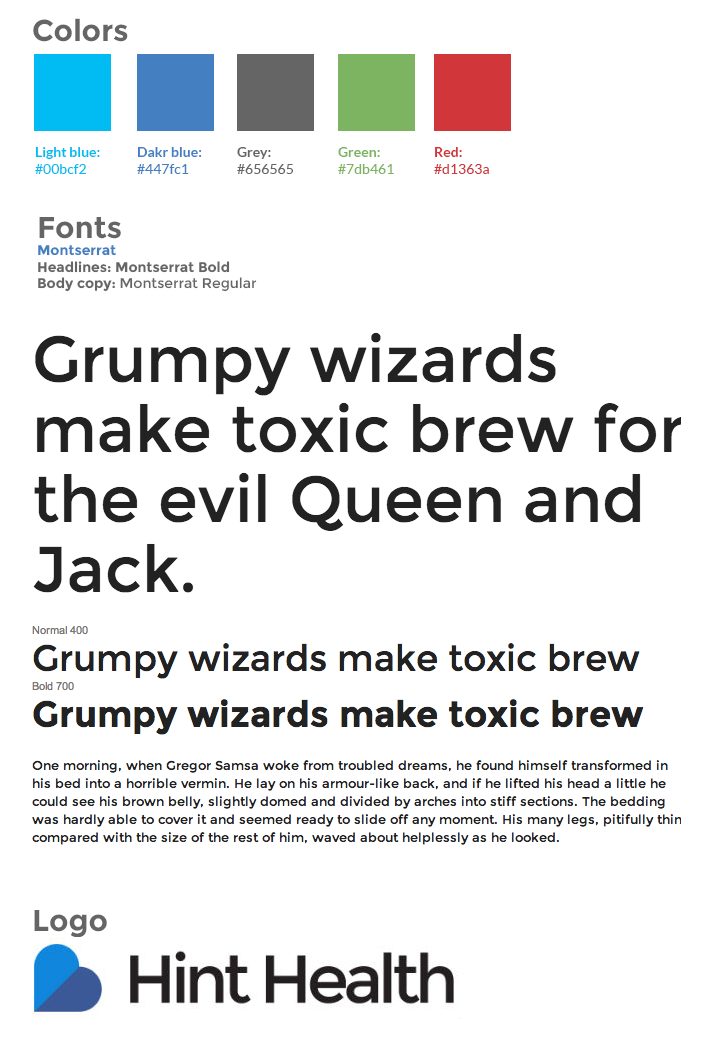 Colors
Light blue: Dakr blue: Grey: Green: Red:
#00bcf2 #447fc1 #656565 #7db461 #d1363a
Fonts
Montserrat
Headlines: Montserrat Bold
Body copy: Montserrat Regular
Grumpy wizards
make toxic brew for
the evil Queen and
Jack.
Normal 400
Grumpy wizards make toxic brew
Bold 700
Grumpy wizards make toxic brew
One morning, when Gregor Samsa woke from troubled dreams, he found himself transformed in
his bed into a horrible vermin. He lay on his armour-like back, and if he lifted his head a little he
could see his brown belly, slightly domed and divided by arches into stiff sections. The bedding
was hardly able to cover it and seemed ready to slide off any moment. His many legs, pitifully thin
compared with the size of the rest of him, waved about helplessly as he looked.
Logo
Hint Health